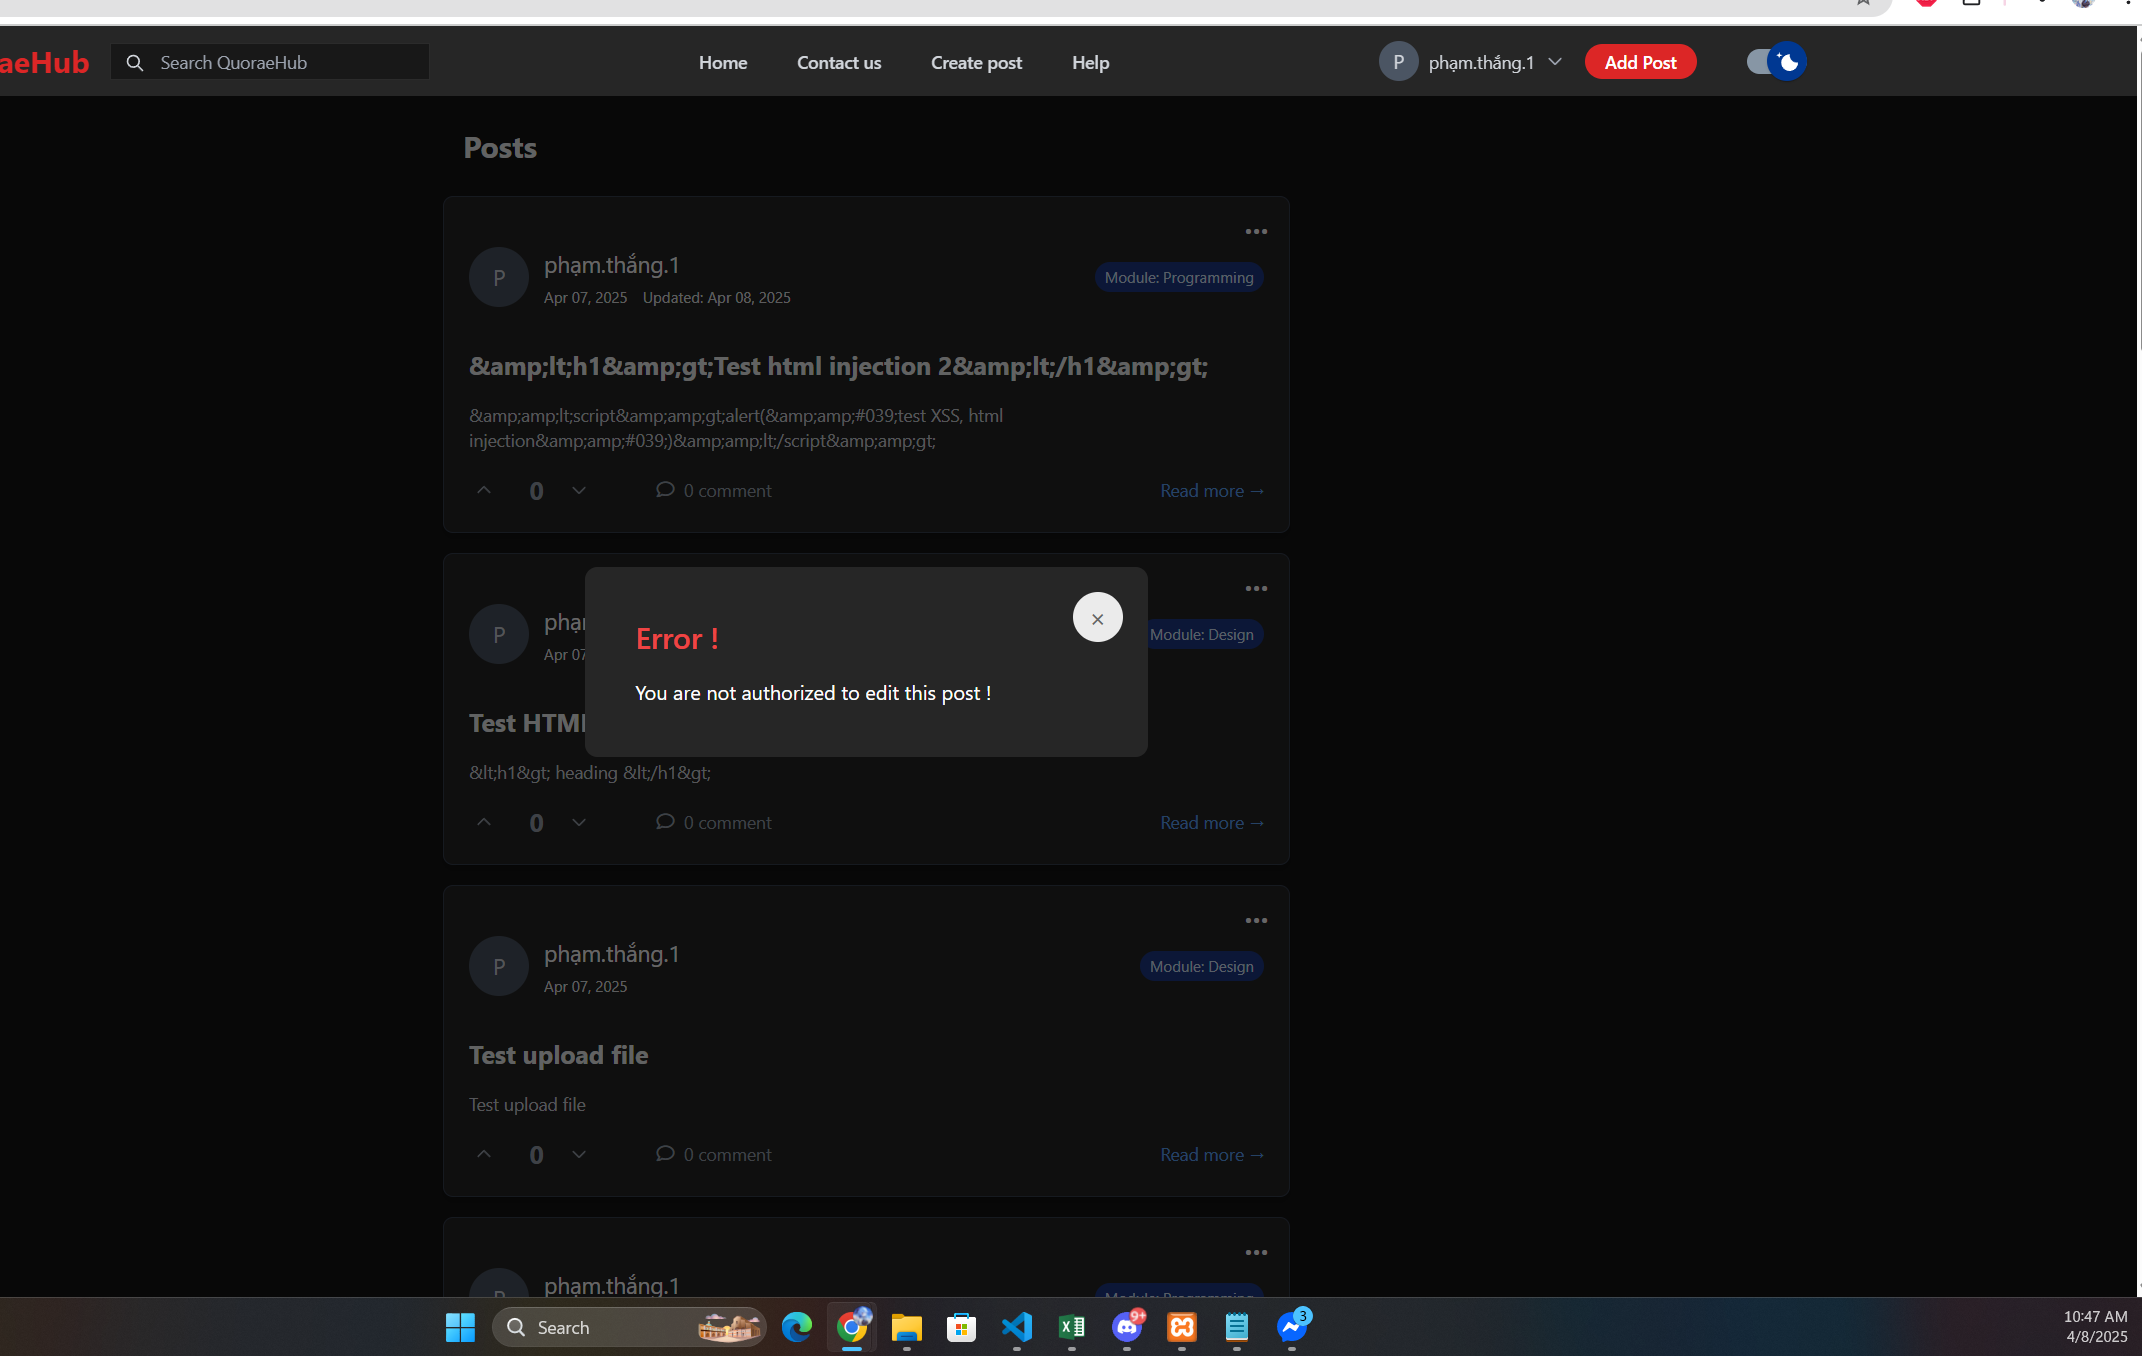 aeHub
Search QuoraeHub
Home
Contact us
Create post
Help
P
phạm.thắng.1
Add Post
Posts
P
phạm.thắng.1
Apr 07, 2025 Updated: Apr 08, 2025
Module: Programming
&amp;lt;h1&amp;gt;Test html injection 2&amp;lt;/h1&amp;gt;
&amp;amp;lt;script&amp;amp;gt;alert(&amp;amp;#039;test XSS, html
injection&amp;amp;#039;)&amp;amp;lt;/script&amp;amp;gt;
0
0 comment
Read more →
P
phạ
Apr 07
Module: Design
Error !
You are not authorized to edit this post !
Test HTM
&lt;h1&gt; heading &lt;/h1&gt;
0
0 comment
Read more →
P
phạm.thắng.1
Apr 07, 2025
Module: Design
Test upload file
Test upload file
0
0 comment
Read more →
P
phạm.thắng.1
Module: Programming
Search
9+
3
10:47 AM
4/8/2025